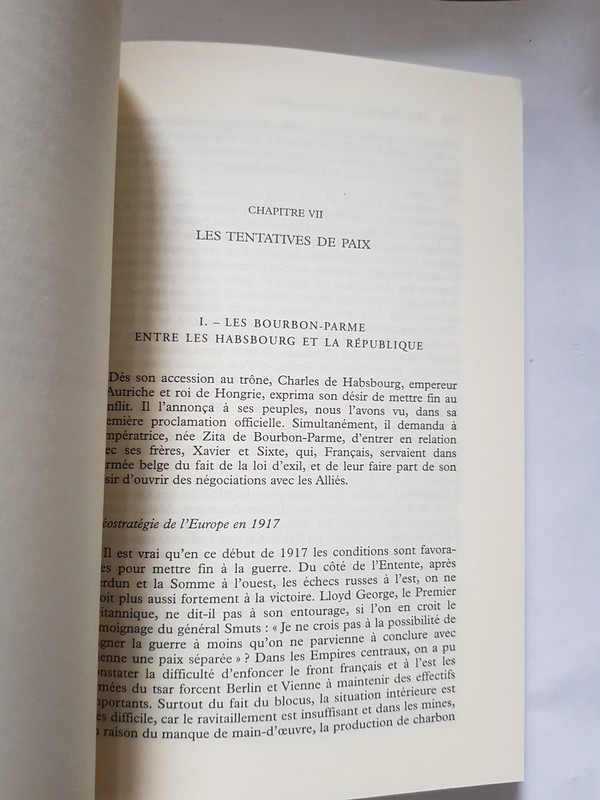 CHAPITRE VII
LES TENTATIVES DE PAIX
I. – LES BOURBON-PARME
ENTRE LES HABSBOURG ET LA RÉPUBLIQUE
Dès son accession au trône, Charles de Habsbourg, empereur
Autriche et roi de Hongrie, exprima son désir de mettre fin au
nflit. Il l'annonça à ses peuples, nous l'avons vu, dans sa
emière proclamation officielle. Simultanément, il demanda à
mpératrice, née Zita de Bourbon-Parme, d'entrer en relation
ec ses frères, Xavier et Sixte, qui, Français, servaient dans
rmée belge du fait de la loi d'exil, et de leur faire part de son
sir d'ouvrir des négociations avec les Alliés.
éostratégie de l'Europe en 1917
Il est vrai qu'en ce début de 1917 les conditions sont favora-
es pour mettre fin à la guerre. Du côté de l'Entente, après
erdun et la Somme à l'ouest, les échecs russes à l'est, on ne
oit plus aussi fortement à la victoire. Lloyd George, le Premier
itannique, ne dit-il pas à son entourage, si l'on en croit le
moignage du général Smuts : « Je ne crois pas à la possibilité de
gner la guerre à moins qu'on ne parvienne à conclure avec
ienne une paix séparée » ? Dans les Empires centraux, on a pu
nstater la difficulté d'enfoncer le front français et à l'est les
mées du tsar forcent Berlin et Vienne à maintenir des effectifs
portants. Surtout du fait du blocus, la situation intérieure est
ès difficile, car le ravitaillement est insuffisant et dans les mines,
n raison du manque de main-d'œuvre, la production de charbon